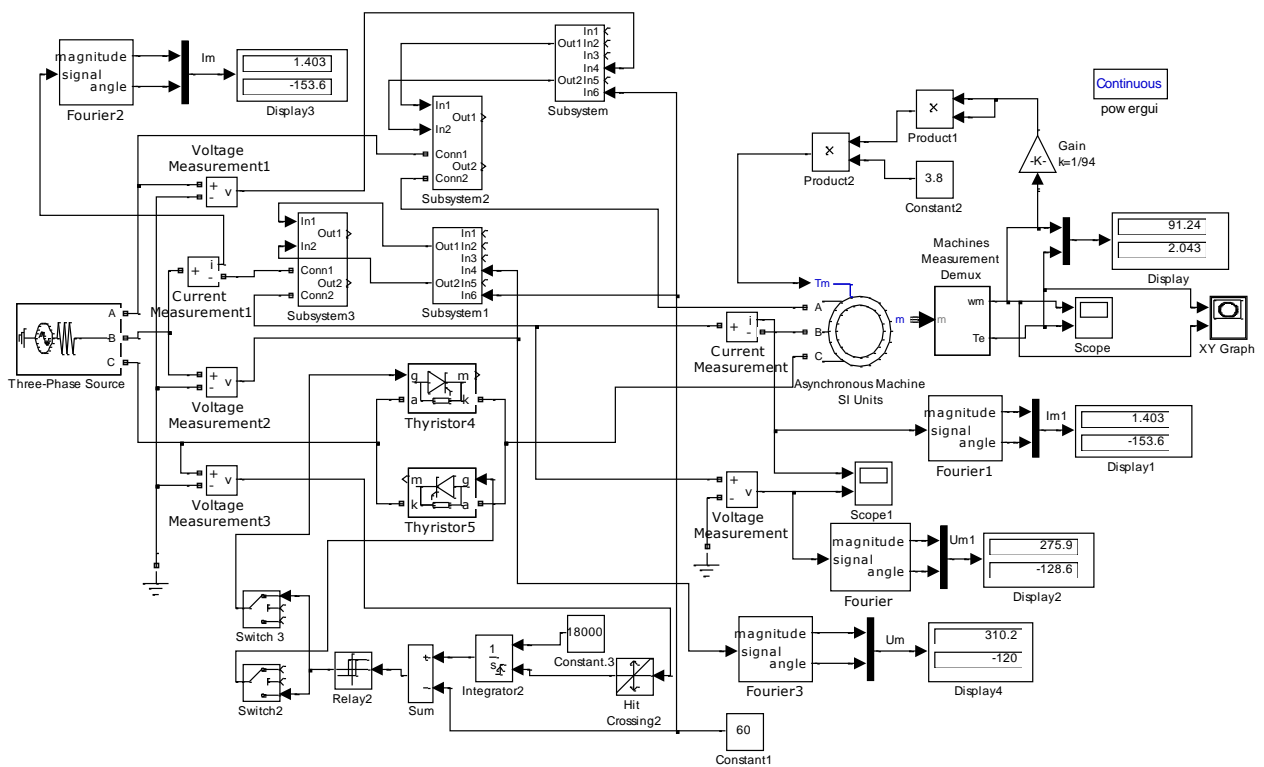 magnitude
signal
angle
Fourier2
Im
1.403
-153.6
Display3
In1
Out1 In2
In3
In4
Out2 In5
In6
Subsystem
In1
Out1
In2
Conn1
Out2
Conn2
Subsystem2
Voltage
Measurement1
+
-
v
In1
Out1
In2
Conn1
Out2
Conn2
Subsystem3
In1
Out1 In2
In3
In4
Out2 In5
In6
Subsystem1
+
i
-
Current
Measurement1
A
B
C
Three-Phase Source
+
-
v
Voltage
Measurement2
+
-
v
Voltage
Measurement3
g
m
a
k
Thyristor4
m
g
k
a
Thyristor5
Switch 3
Switch2
Relay2
+
−
Sum
1
s
Integrator2
18000
Constant.3
Hit
Crossing2
60
Constant1
Continuous
pow ergui
×
Product1
×
Product2
3.8
Constant2
-K-
Gain
k=1/94
91.24
2.043
Display
Machines
Measurement
Demux
m
wm
Te
Scope
XY Graph
Tm
A
B
C
m
Asynchronous Machine
SI Units
+
i
-
Current
Measurement
magnitude
signal
angle
Fourier1
Im1
1.403
-153.6
Display1
Scope1
+
-
v
Voltage
Measurement
magnitude
signal
angle
Fourier
Um1
275.9
-128.6
Display2
magnitude
signal
angle
Fourier3
Um
310.2
-120
Display4